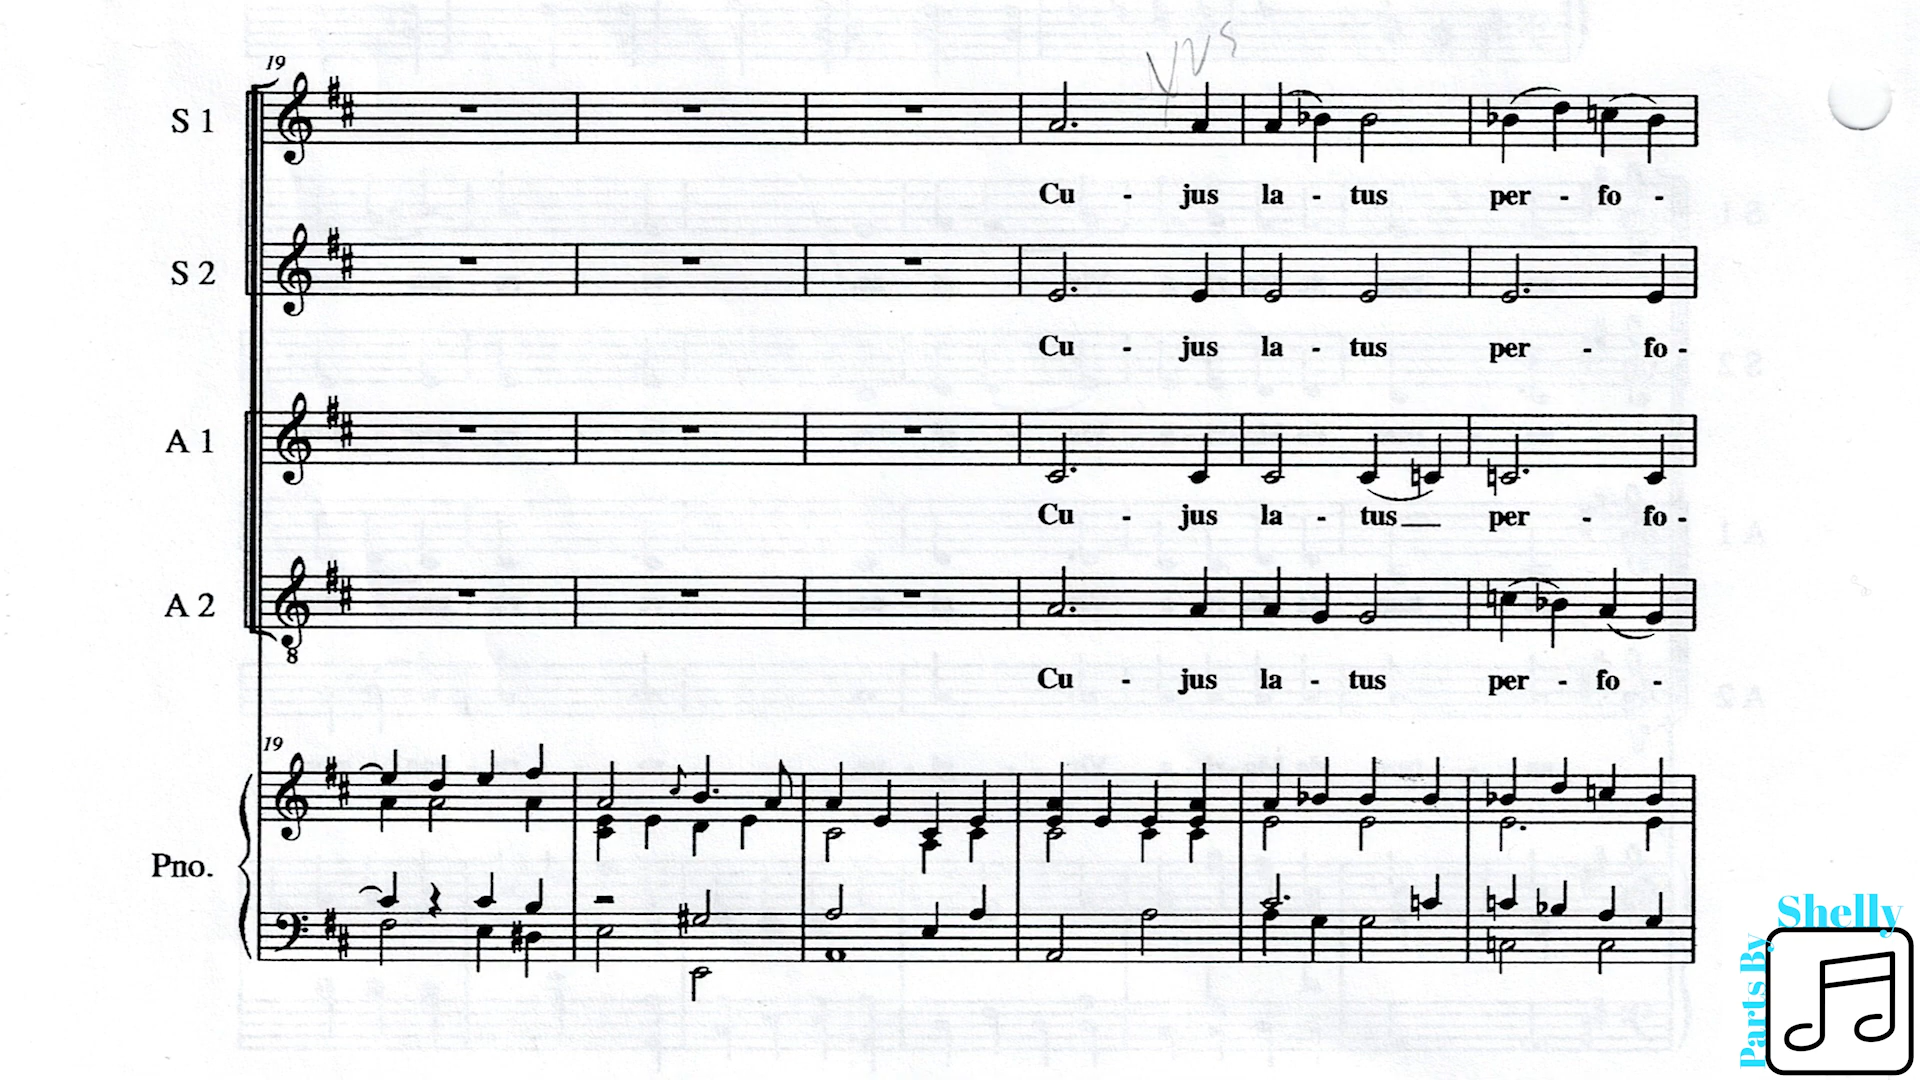 19
S 1
Cu - jus la - tus per - fo -
S 2
Cu - jus la - tus per - fo -
A 1
Cu - jus la - tus per - fo -
A 2
8
Cu - jus la - tus per - fo -
19
Pno.
Parts By
Shelly